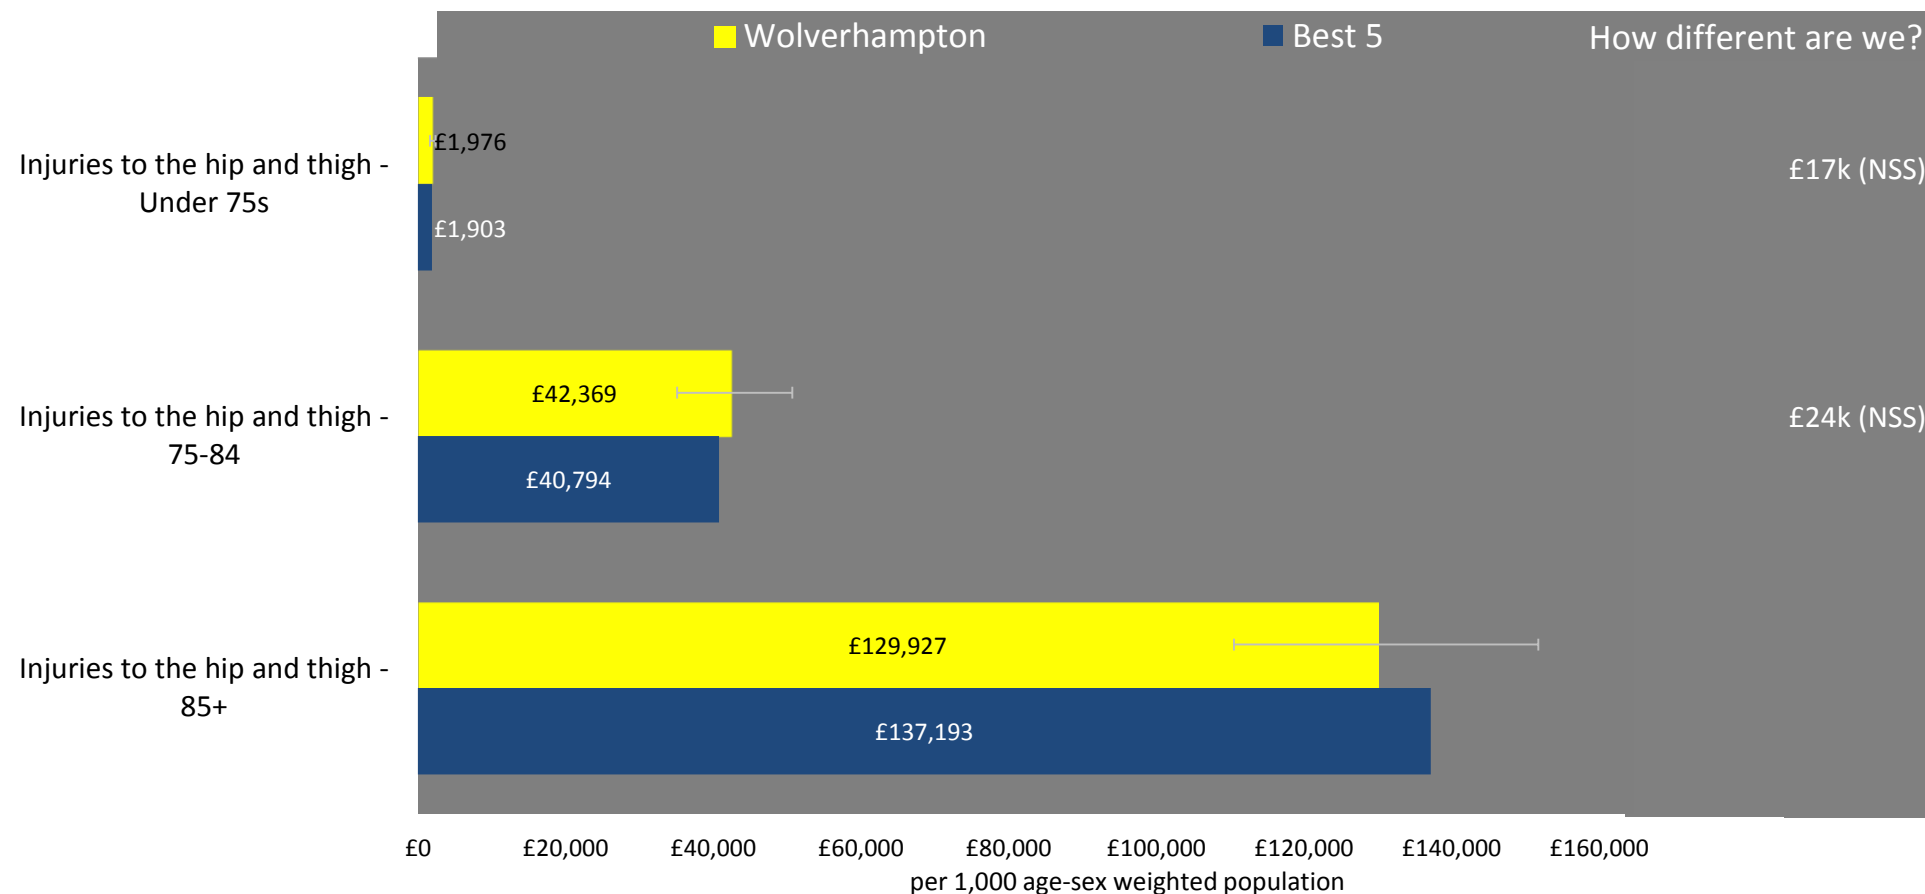 Wolverhampton
Best 5
How different are we?
Injuries to the hip and thigh -
Under 75s
£1,976
£1,903
£17k (NSS)
Injuries to the hip and thigh -
75-84
£42,369
£40,794
£24k (NSS)
Injuries to the hip and thigh -
85+
£129,927
£137,193
£0 £20,000 £40,000 £60,000 £80,000 £100,000 £120,000 £140,000 £160,000
per 1,000 age-sex weighted population